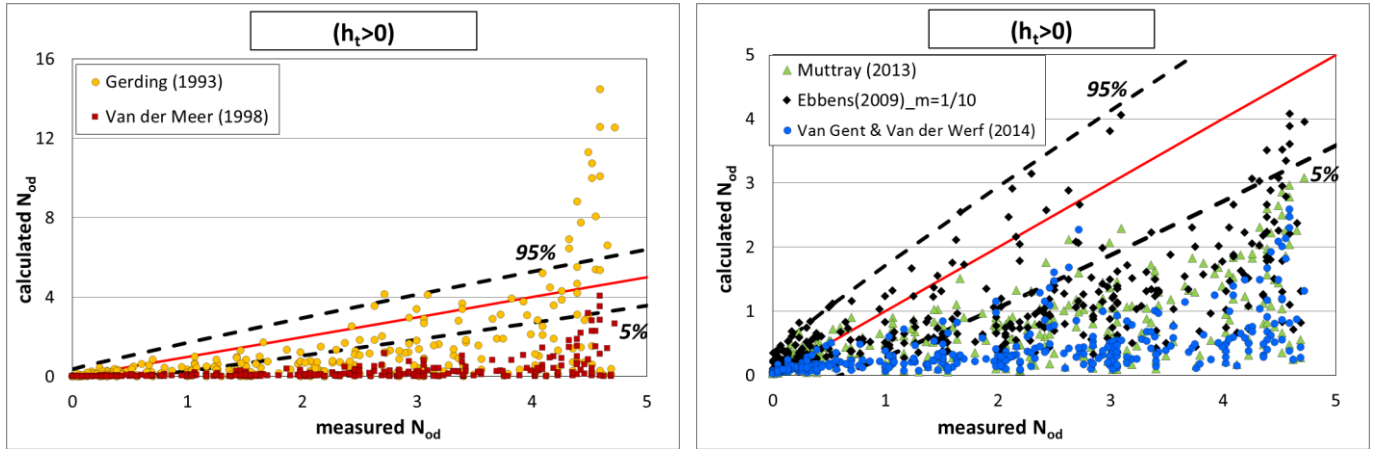 (hₜ>0)
16
12
8
4
0
calculated Nod
Gerding (1993)
Van der Meer (1998)
95%
5%
0 1 2 3 4 5
measured Nod
(hₜ>0)
5
4
3
2
1
0
calculated Nod
Muttray (2013)
Ebbens(2009)_m=1/10
Van Gent & Van der Werf (2014)
95%
5%
0 1 2 3 4 5
measured Nod